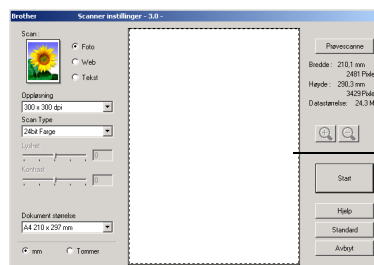 Brother Scanner instillinger - 3.0 -
Scan :
Foto
Web
Tekst
Oppløsning
300 x 300 dpi
Scan Type
24bit Farge
Lyshet
0
Kontrast
0
Dokument størrelse
A4 210 x 297 mm
mm
Tommer
Prøvescanne
Bredde : 210,1 mm
2481 Pixle
Høyde : 290,3 mm
3429 Pixle
Datastørrelse: 24,3 M
Start
Hjelp
Standard
Avbryt